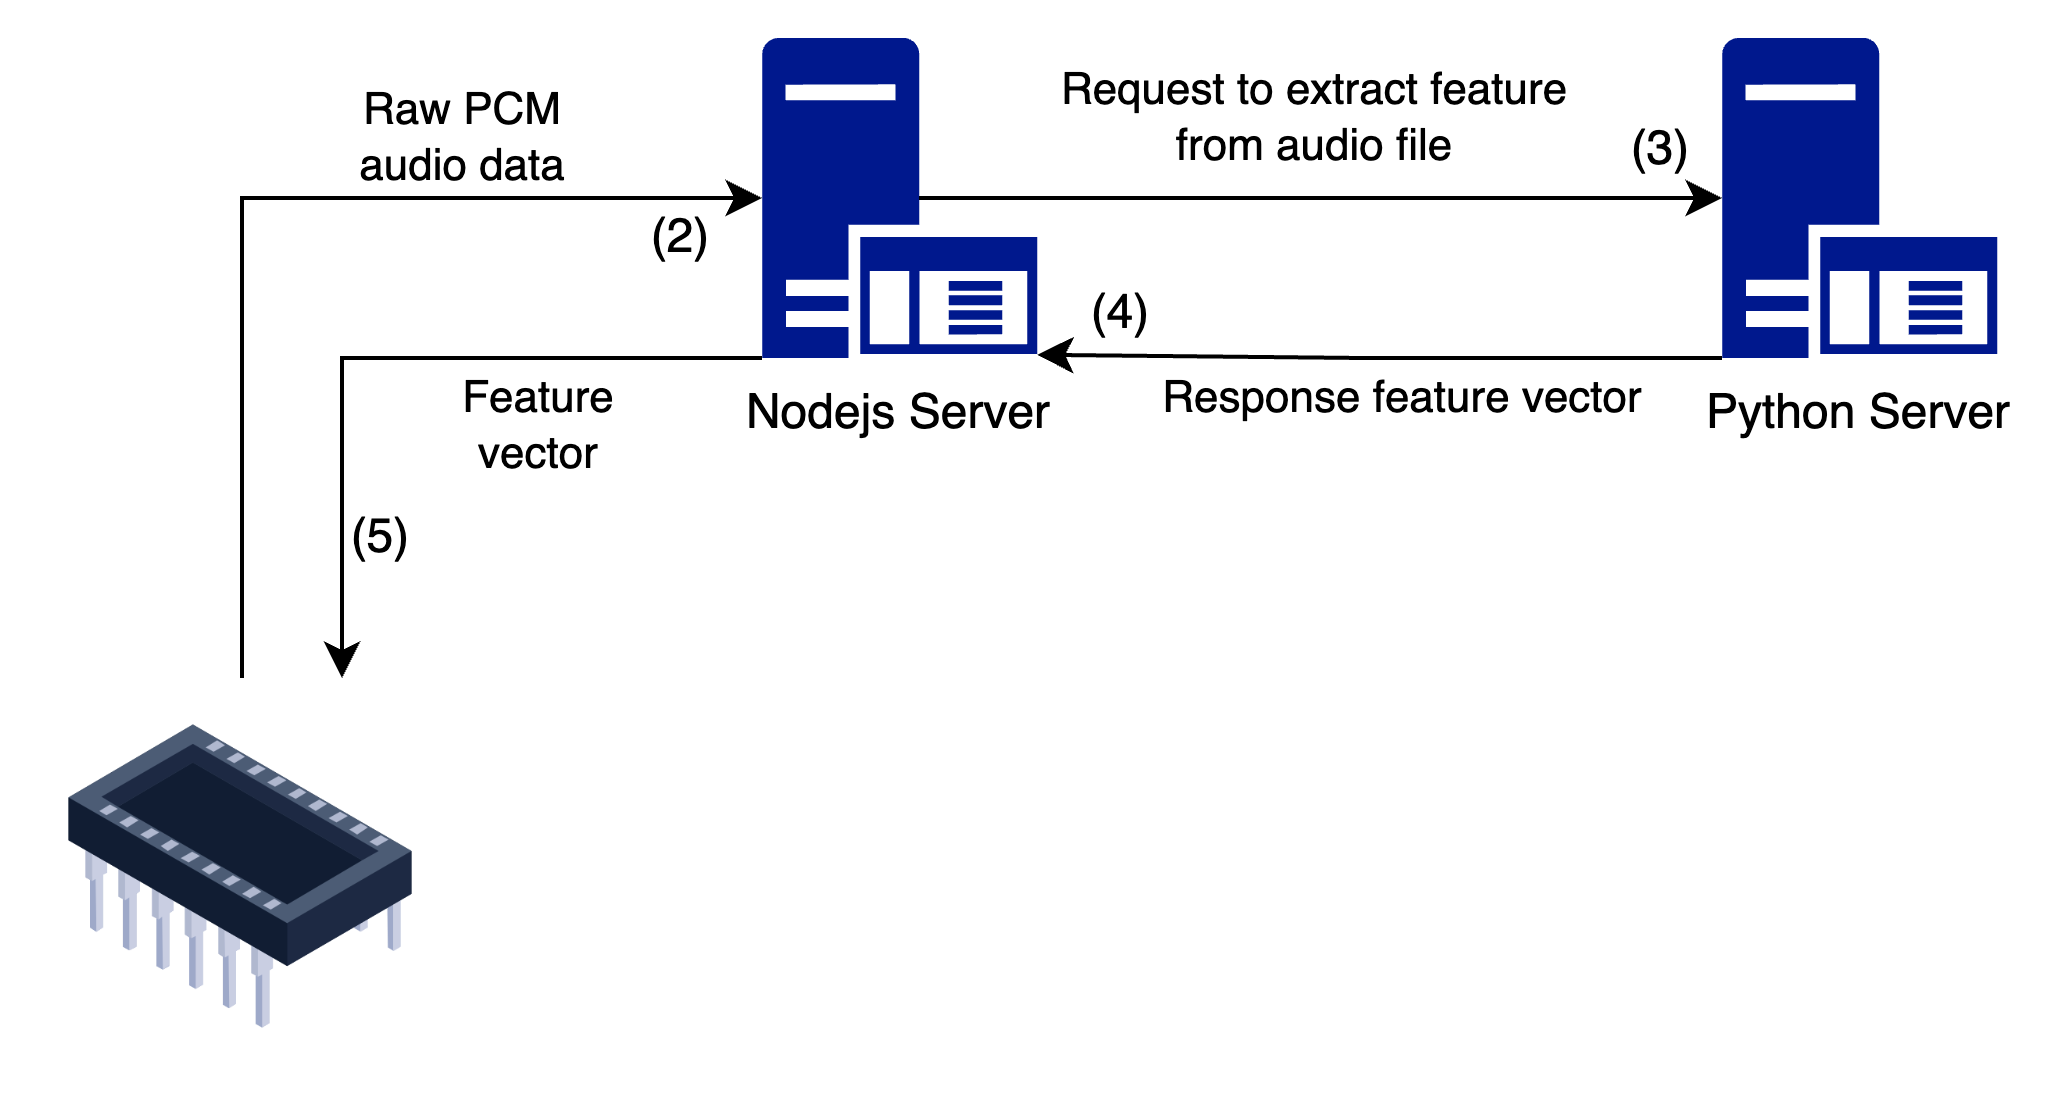 Raw PCM
audio data
(2)
Request to extract feature
from audio file
(3)
(4)
Response feature vector
Feature
vector
(5)
Nodejs Server
Python Server